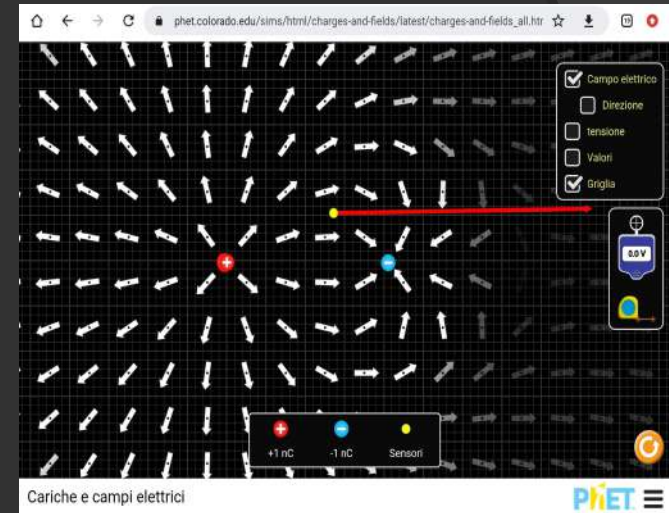 phet.colorado.edu/sims/html/charges-and-fields/latest/charges-and-fields_all.htr
19
Campo elettrico
Direzione
tensione
Valori
Griglia
0.0 V
+1 nC
-1 nC
Sensori
Cariche e campi elettrici
PhET